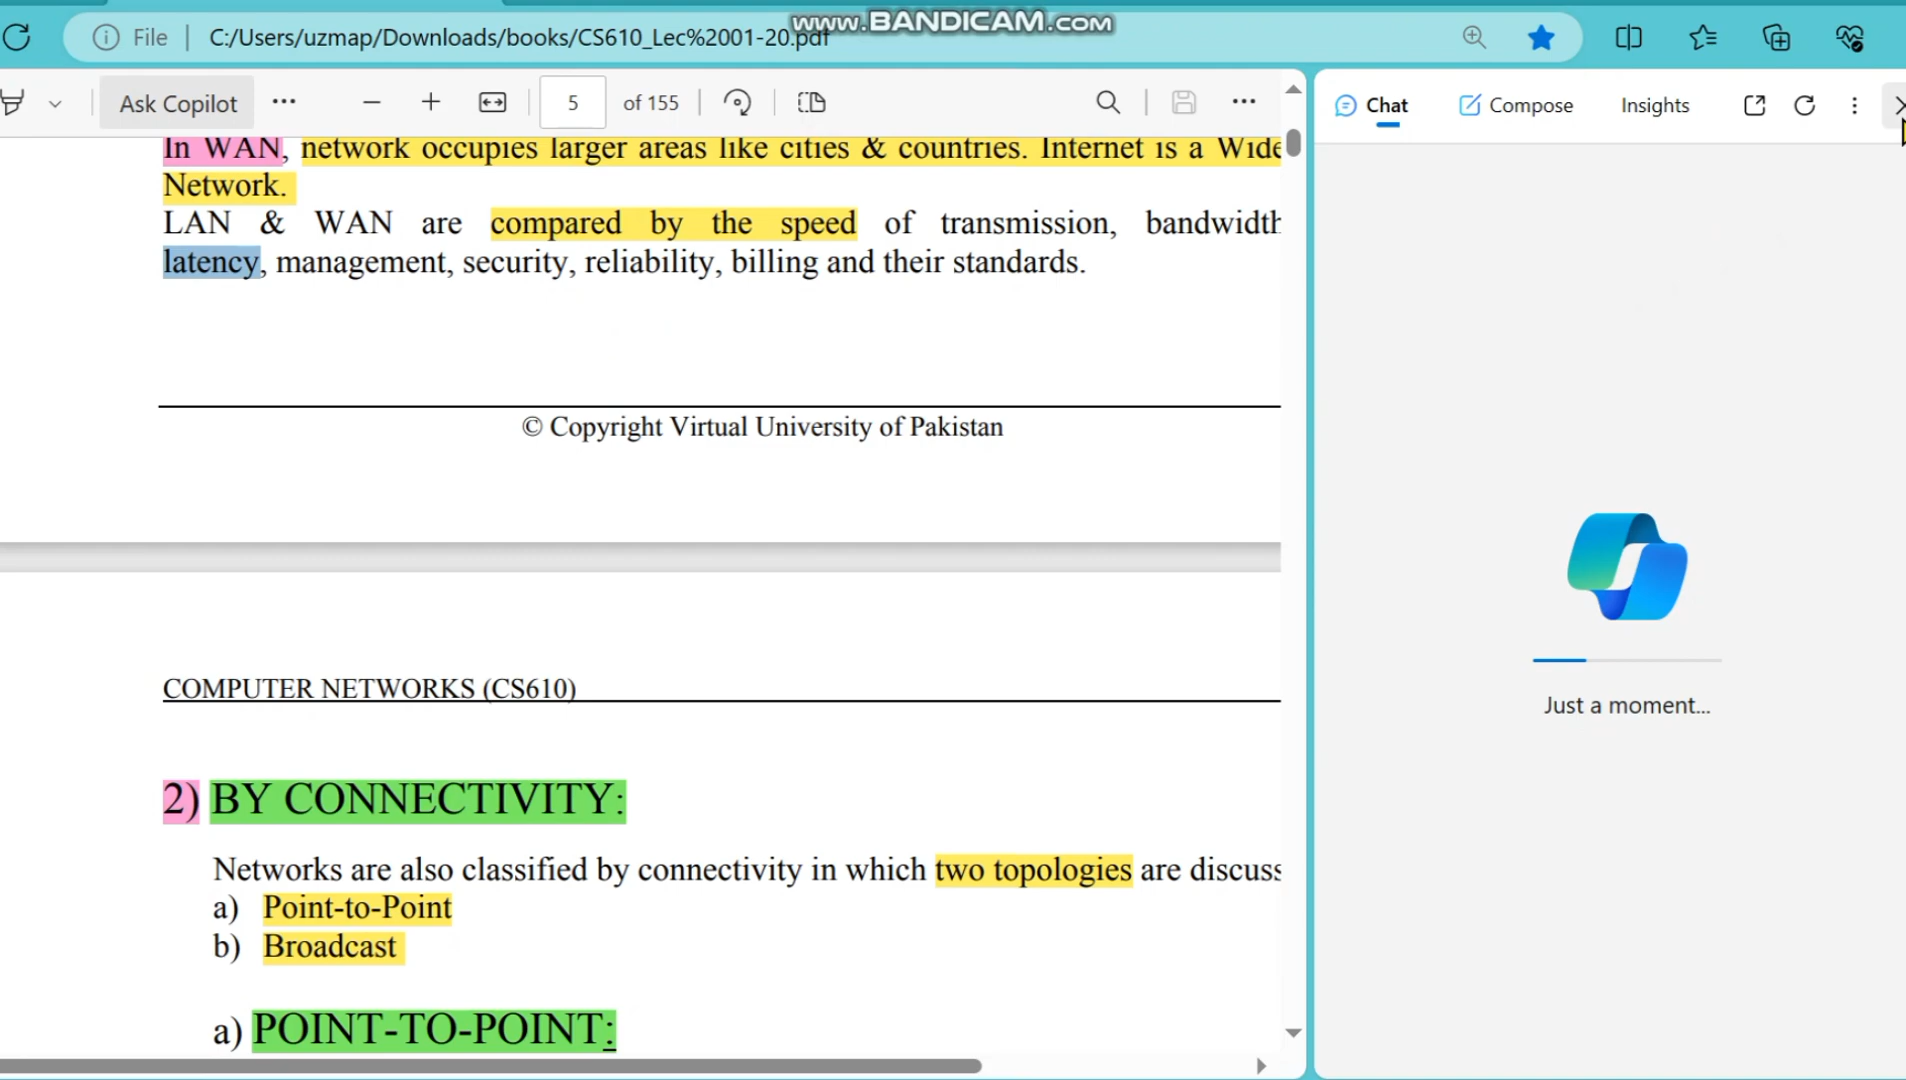 www.BANDICAM.com
File
C:/Users/uzmap/Downloads/books/CS610_Lec%2001-20.pdf
Ask Copilot
5
of 155
Chat
Compose
Insights
In WAN, network occupies larger areas like cities & countries. Internet is a Wide
Network.
LAN & WAN are compared by the speed of transmission, bandwidth
latency, management, security, reliability, billing and their standards.
© Copyright Virtual University of Pakistan
Just a moment...
COMPUTER NETWORKS (CS610)
2) BY CONNECTIVITY:
Networks are also classified by connectivity in which two topologies are discuss
a) Point-to-Point
b) Broadcast
a) POINT-TO-POINT: